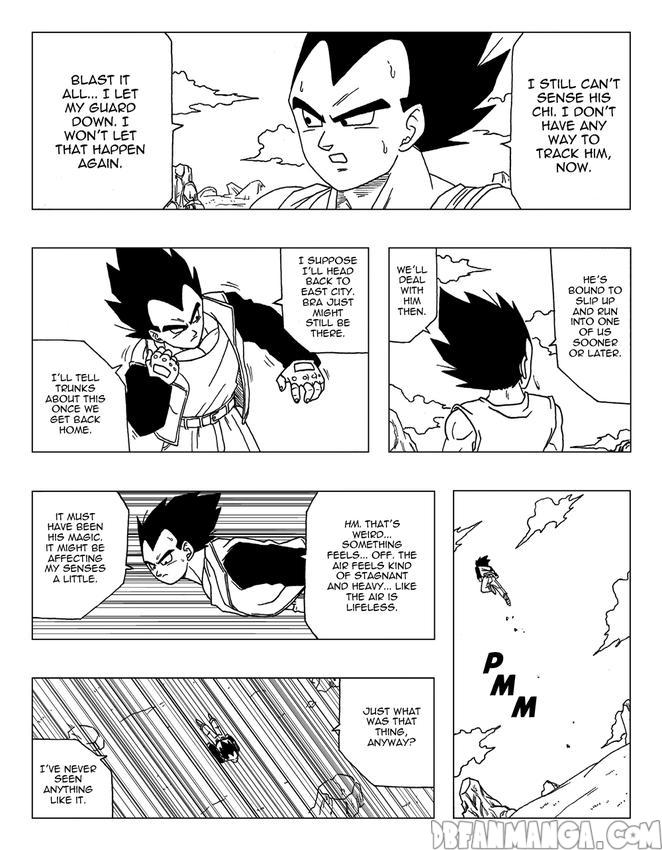 I STILL CAN'T
SENSE HIS
CHI. I DON'T
HAVE ANY
WAY TO
TRACK HIM,
NOW.
BLAST IT
ALL... I LET
MY GUARD
DOWN. I
WON'T LET
THAT HAPPEN
AGAIN.
HE'S
BOUND TO
SLIP UP
AND RUN
INTO ONE
OF US
SOONER
OR LATER.
WE'LL
DEAL
WITH
HIM
THEN.
I SUPPOSE
I'LL HEAD
BACK TO
EAST CITY.
BRA JUST
MIGHT
STILL BE
THERE.
I'LL TELL
TRUNKS
ABOUT THIS
ONCE WE
GET BACK
HOME.
PMM
HM. THAT'S
WEIRD...
SOMETHING
FEELS... OFF. THE
AIR FEELS KIND
OF STAGNANT
AND HEAVY... LIKE
THE AIR IS
LIFELESS.
IT MUST
HAVE BEEN
HIS MAGIC.
IT MIGHT BE
AFFECTING
MY SENSES
A LITTLE.
JUST WHAT
WAS THAT
THING,
ANYWAY?
I'VE NEVER
SEEN
ANYTHING
LIKE IT.
DBFANMANGA.COM